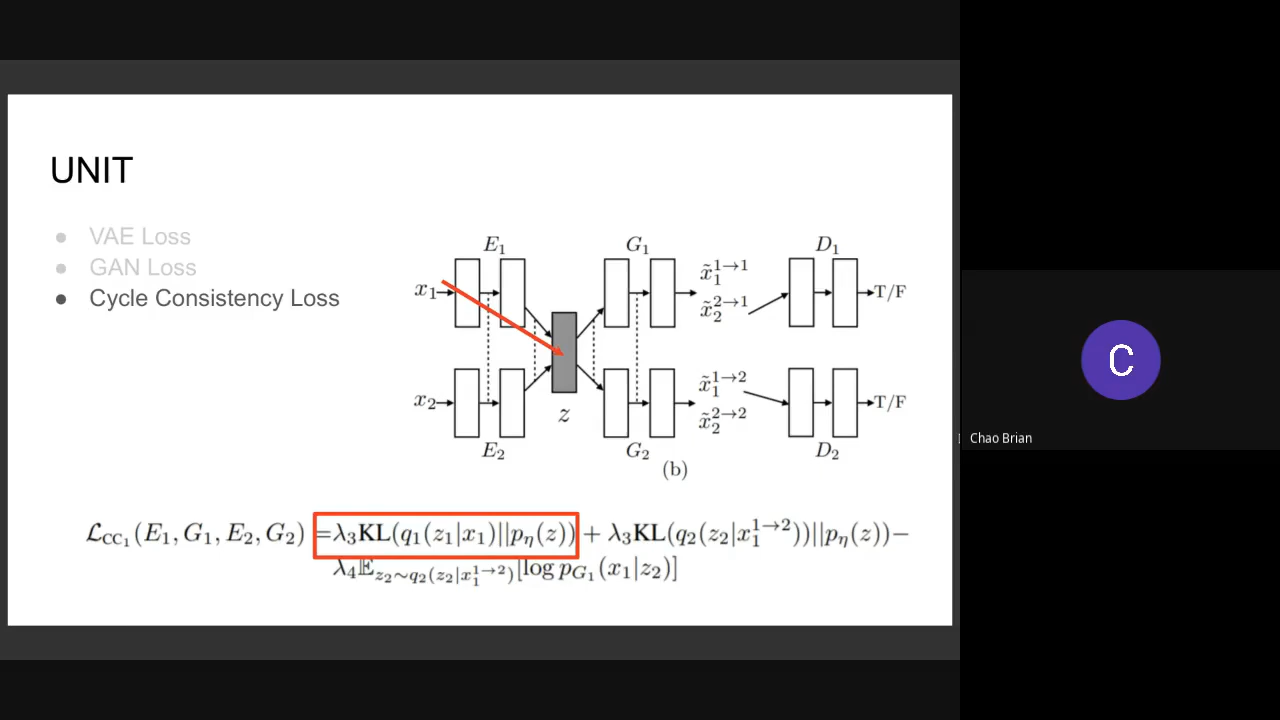 UNIT
● VAE Loss
● GAN Loss
● Cycle Consistency Loss
E₁ G₁ D₁
x₁ x̃₁^{1→1} T/F
x̃₂^{2→1}
x₂ x̃₁^{1→2} T/F
z x̃₂^{2→2}
E₂ G₂ D₂
(b)
ℒ_{CC₁}(E₁, G₁, E₂, G₂) =λ₃KL(q₁(z₁|x₁)||p_η(z)) + λ₃KL(q₂(z₂|x₁^{1→2}))||p_η(z))−
λ₄𝔼_{z₂∼q₂(z₂|x₁^{1→2})}[log p_{G₁}(x₁|z₂)]
C
Chao Brian